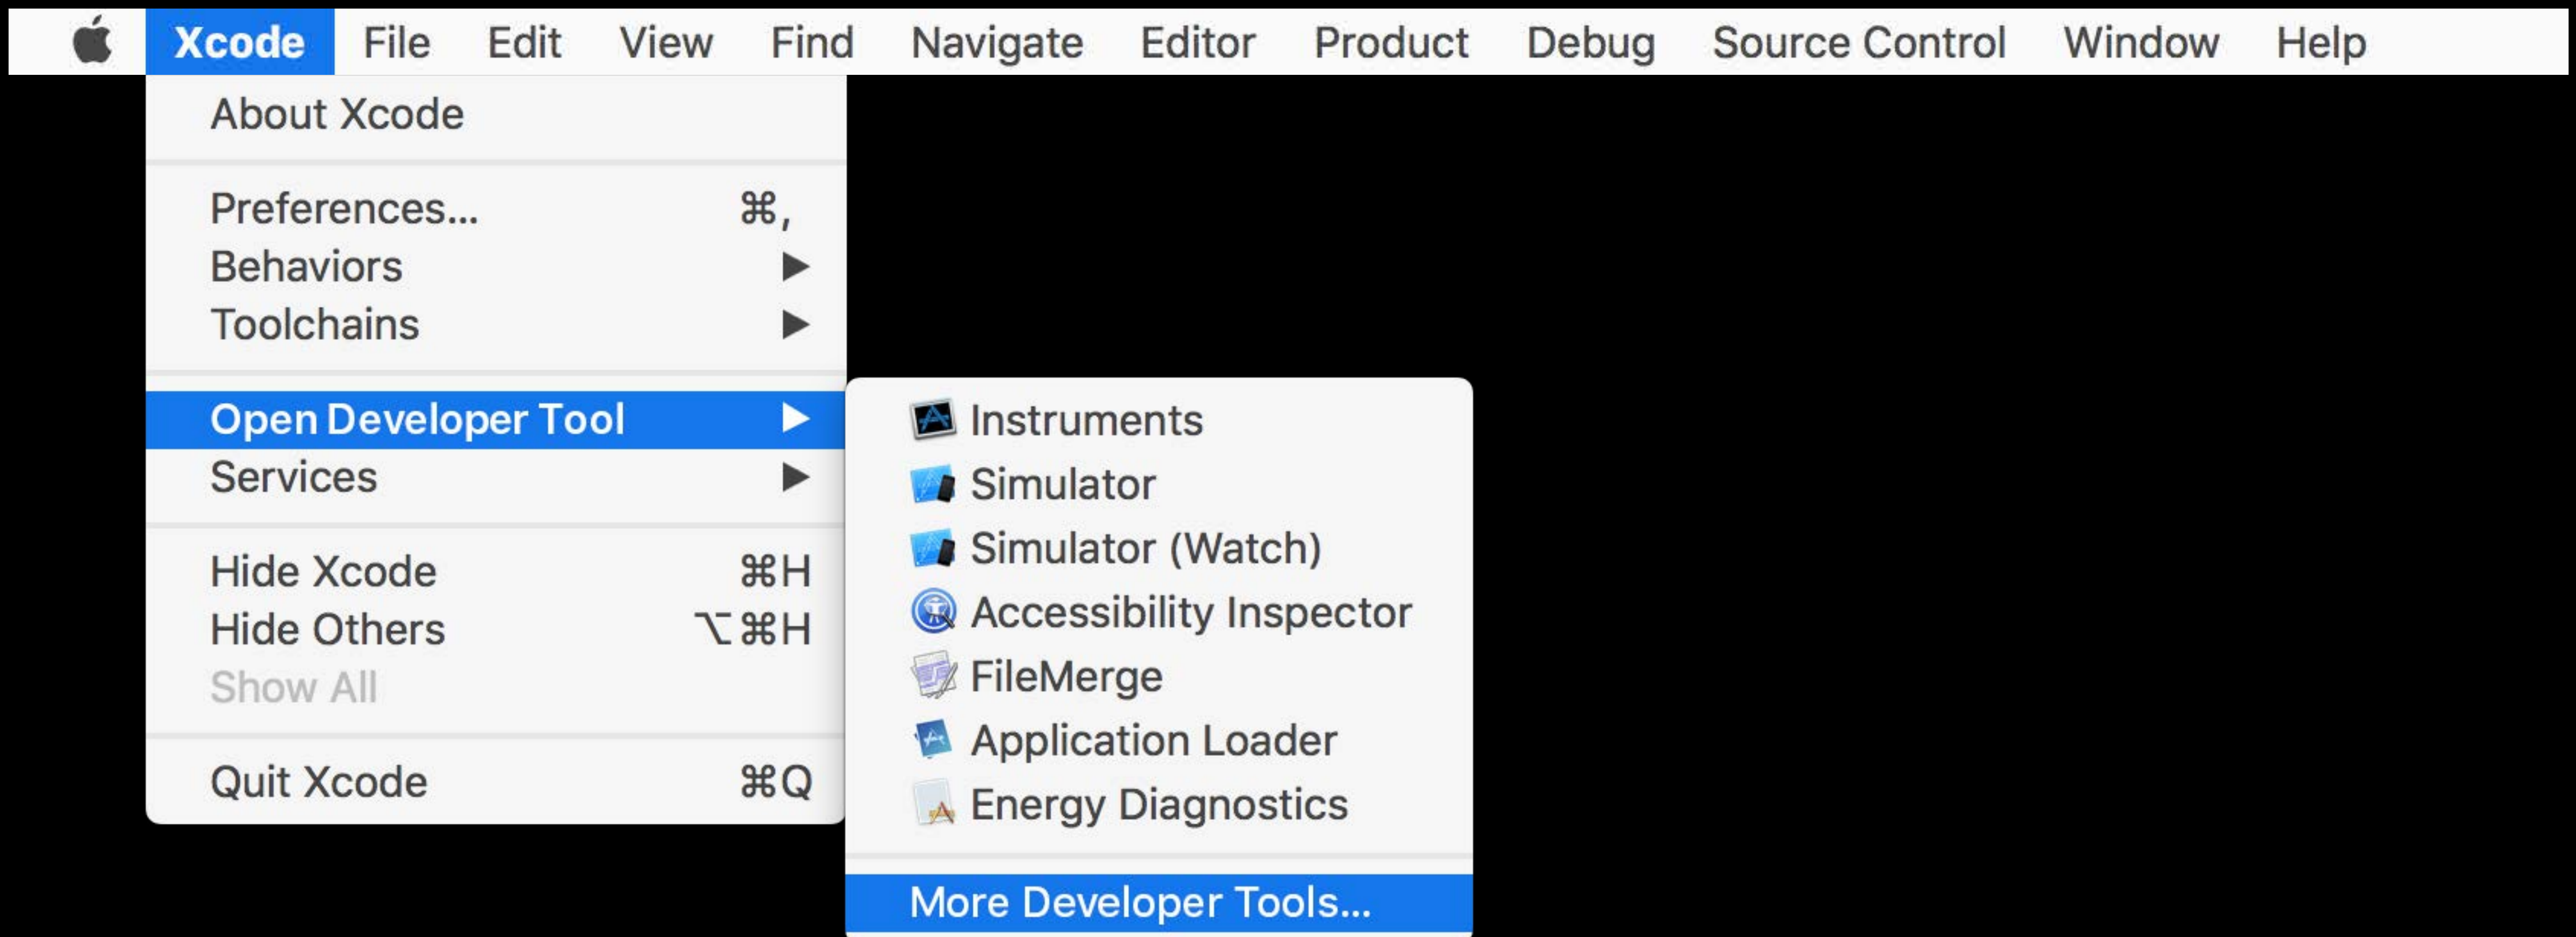 Xcode File Edit View Find Navigate Editor Product Debug Source Control Window Help
About Xcode
Preferences... ⌘,
Behaviors ▶
Toolchains ▶
Open Developer Tool ▶
Services ▶
Hide Xcode ⌘H
Hide Others ⌥⌘H
Show All
Quit Xcode ⌘Q
Instruments
Simulator
Simulator (Watch)
Accessibility Inspector
FileMerge
Application Loader
Energy Diagnostics
More Developer Tools...